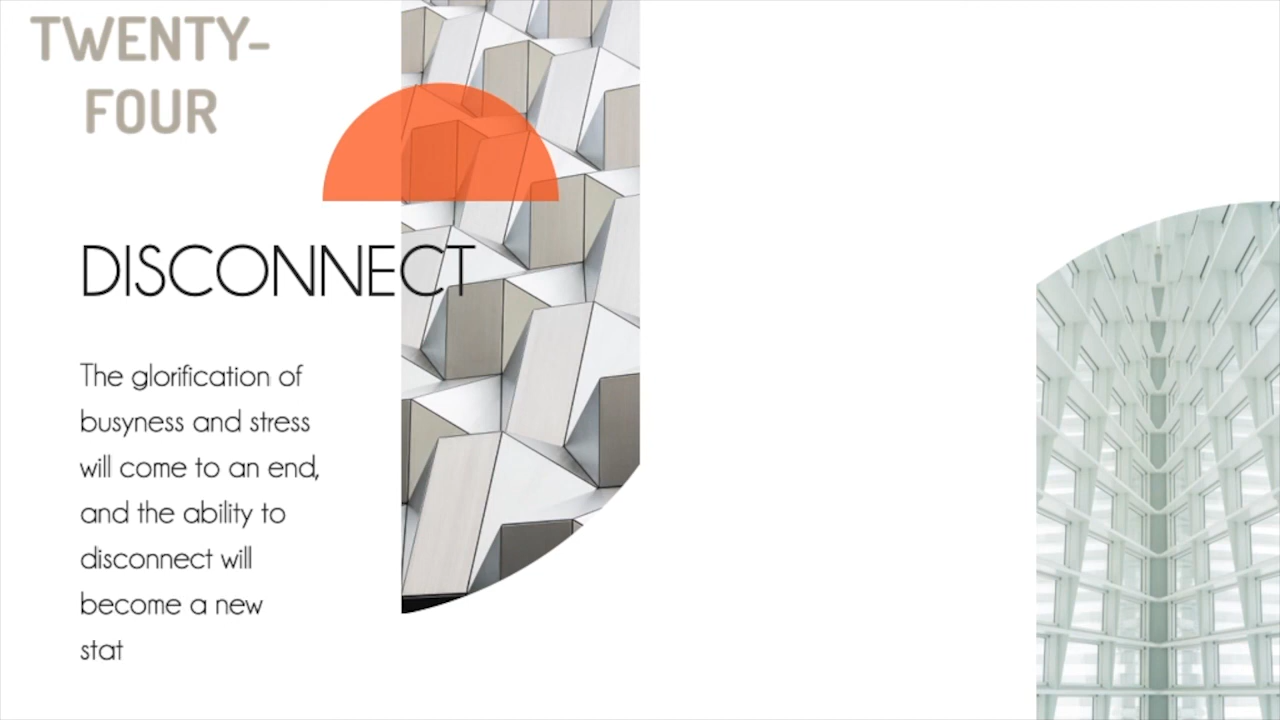 TWENTY-
FOUR
DISCONNECT
The glorification of
busyness and stress
will come to an end,
and the ability to
disconnect will
become a new
stat